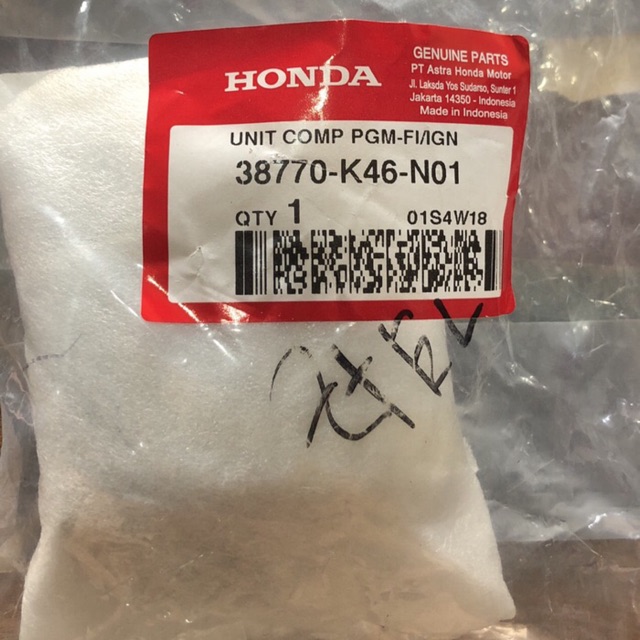 HONDA
GENUINE PARTS
PT Astra Honda Motor
Jl. Laksda Yos Sudarso, Sunter 1
Jakarta 14350 - Indonesia
Made in Indonesia
UNIT COMP PGM-FI/IGN
38770-K46-N01
QTY 1 01S4W18